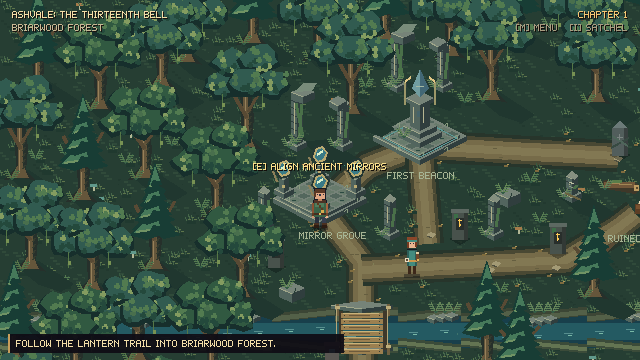 ASHVALE: THE THIRTEENTH BELL
BRIARWOOD FOREST
CHAPTER 1
[M] MENU [I] SATCHEL
[E] ALIGN ANCIENT MIRRORS
FIRST BEACON
MIRROR GROVE
RUINED
FOLLOW THE LANTERN TRAIL INTO BRIARWOOD FOREST.